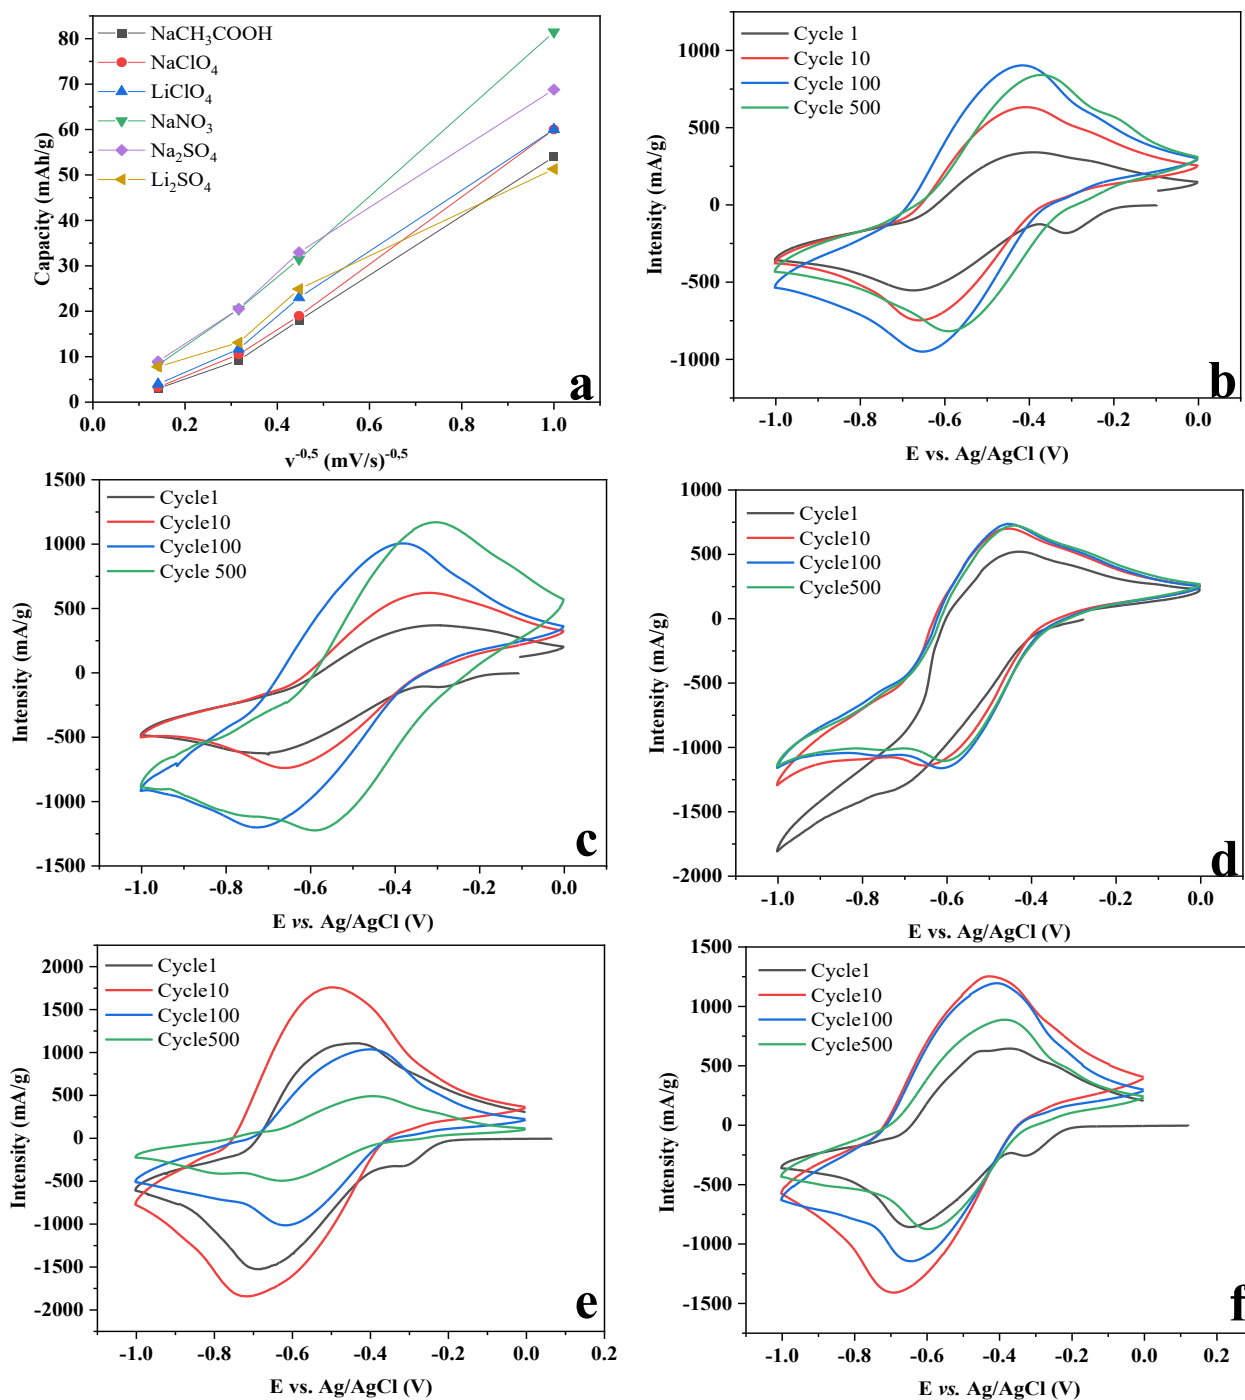 80
70
60
50
40
30
20
10
0
Capacity (mAh/g)
NaCH₃COOH
NaClO₄
LiClO₄
NaNO₃
Na₂SO₄
Li₂SO₄
a
0.0 0.2 0.4 0.6 0.8 1.0
v⁻⁰,⁵ (mV/s)⁻⁰,⁵
1000
500
0
-500
-1000
Intensity (mA/g)
Cycle 1
Cycle 10
Cycle 100
Cycle 500
b
-1.0 -0.8 -0.6 -0.4 -0.2 0.0
E vs. Ag/AgCl (V)
1500
1000
500
0
-500
-1000
-1500
Intensity (mA/g)
Cycle1
Cycle10
Cycle100
Cycle 500
c
-1.0 -0.8 -0.6 -0.4 -0.2 0.0
E vs. Ag/AgCl (V)
1000
500
0
-500
-1000
-1500
-2000
Intensity (mA/g)
Cycle1
Cycle10
Cycle100
Cycle500
d
-1.0 -0.8 -0.6 -0.4 -0.2 0.0
E vs. Ag/AgCl (V)
2000
1500
1000
500
0
-500
-1000
-1500
-2000
Intensity (mA/g)
Cycle1
Cycle10
Cycle100
Cycle500
e
-1.0 -0.8 -0.6 -0.4 -0.2 0.0 0.2
E vs. Ag/AgCl (V)
1500
1000
500
0
-500
-1000
-1500
Intensity (mA/g)
Cycle1
Cycle10
Cycle100
Cycle500
f
-1.0 -0.8 -0.6 -0.4 -0.2 0.0 0.2
E vs. Ag/AgCl (V)